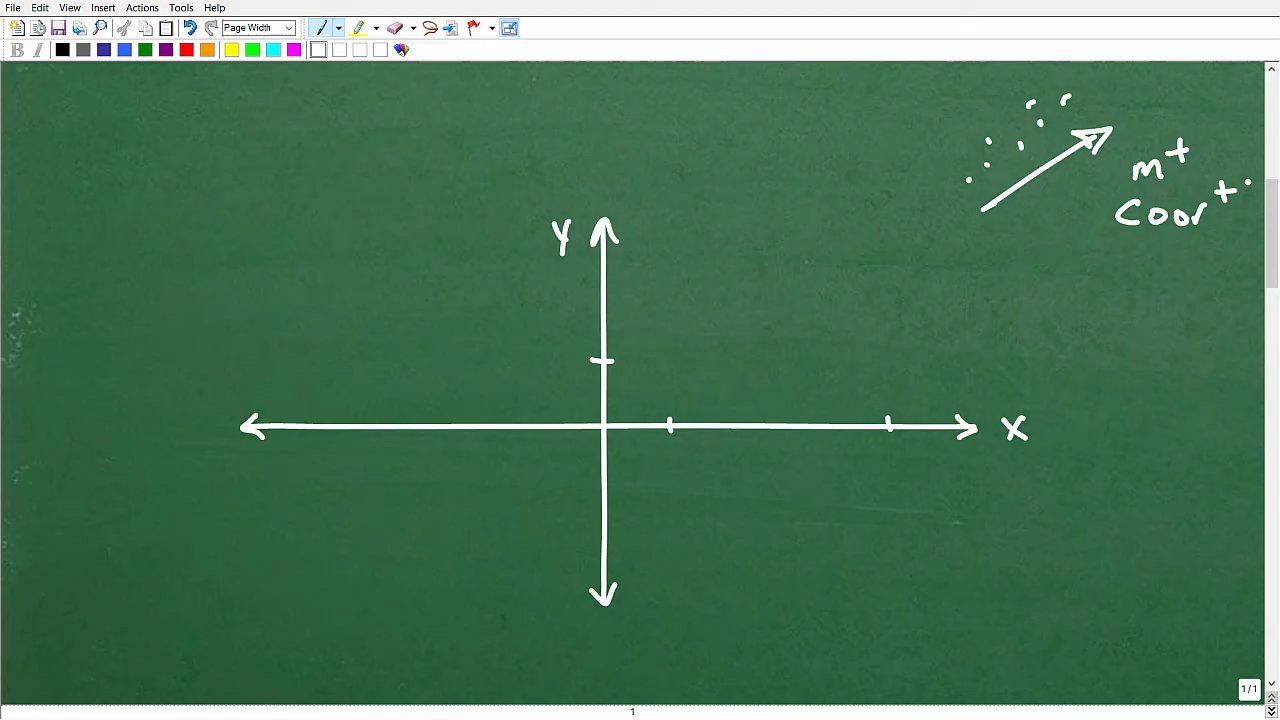 File Edit View Insert Actions Tools Help
Page Width
B I
m+
Coor+
Y
X
1/1
1